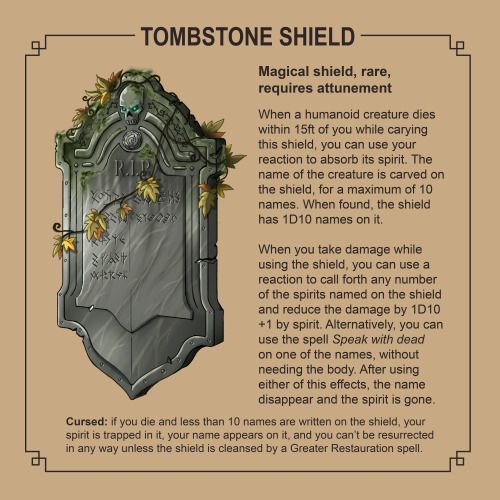 TOMBSTONE SHIELD
Magical shield, rare,
requires attunement
When a humanoid creature dies
within 15ft of you while carying
this shield, you can use your
reaction to absorb its spirit. The
name of the creature is carved on
the shield, for a maximum of 10
names. When found, the shield
has 1D10 names on it.
When you take damage while
using the shield, you can use a
reaction to call forth any number
of the spirits named on the shield
and reduce the damage by 1D10
+1 by spirit. Alternatively, you can
use the spell Speak with dead
on one of the names, without
needing the body. After using
either of this effects, the name
disappear and the spirit is gone.
R.I.P.
Cursed: if you die and less than 10 names are written on the shield, your
spirit is trapped in it, your name appears on it, and you can't be resurrected
in any way unless the shield is cleansed by a Greater Restauration spell.